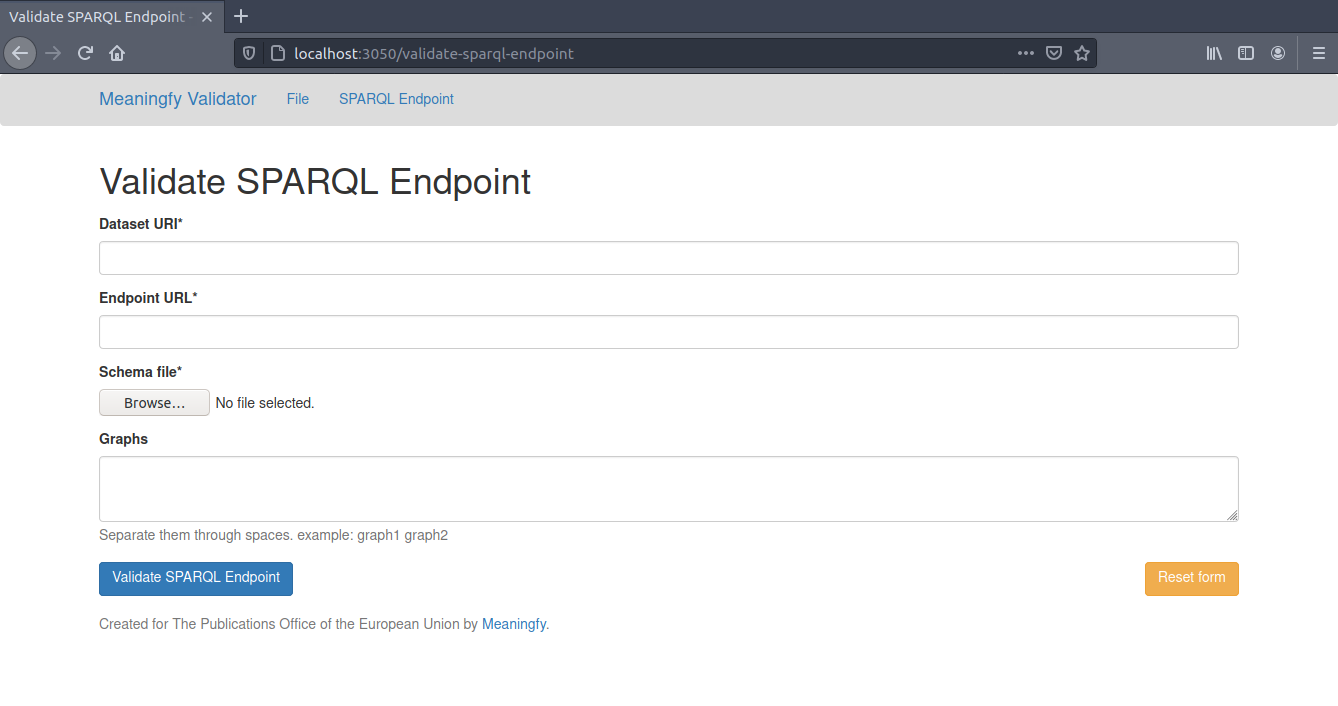 Validate SPARQL Endpoint -
localhost:3050/validate-sparql-endpoint
Meaningfy Validator File SPARQL Endpoint
Validate SPARQL Endpoint
Dataset URI*
Endpoint URL*
Schema file*
Browse... No file selected.
Graphs
Separate them through spaces. example: graph1 graph2
Validate SPARQL Endpoint Reset form
Created for The Publications Office of the European Union by Meaningfy.